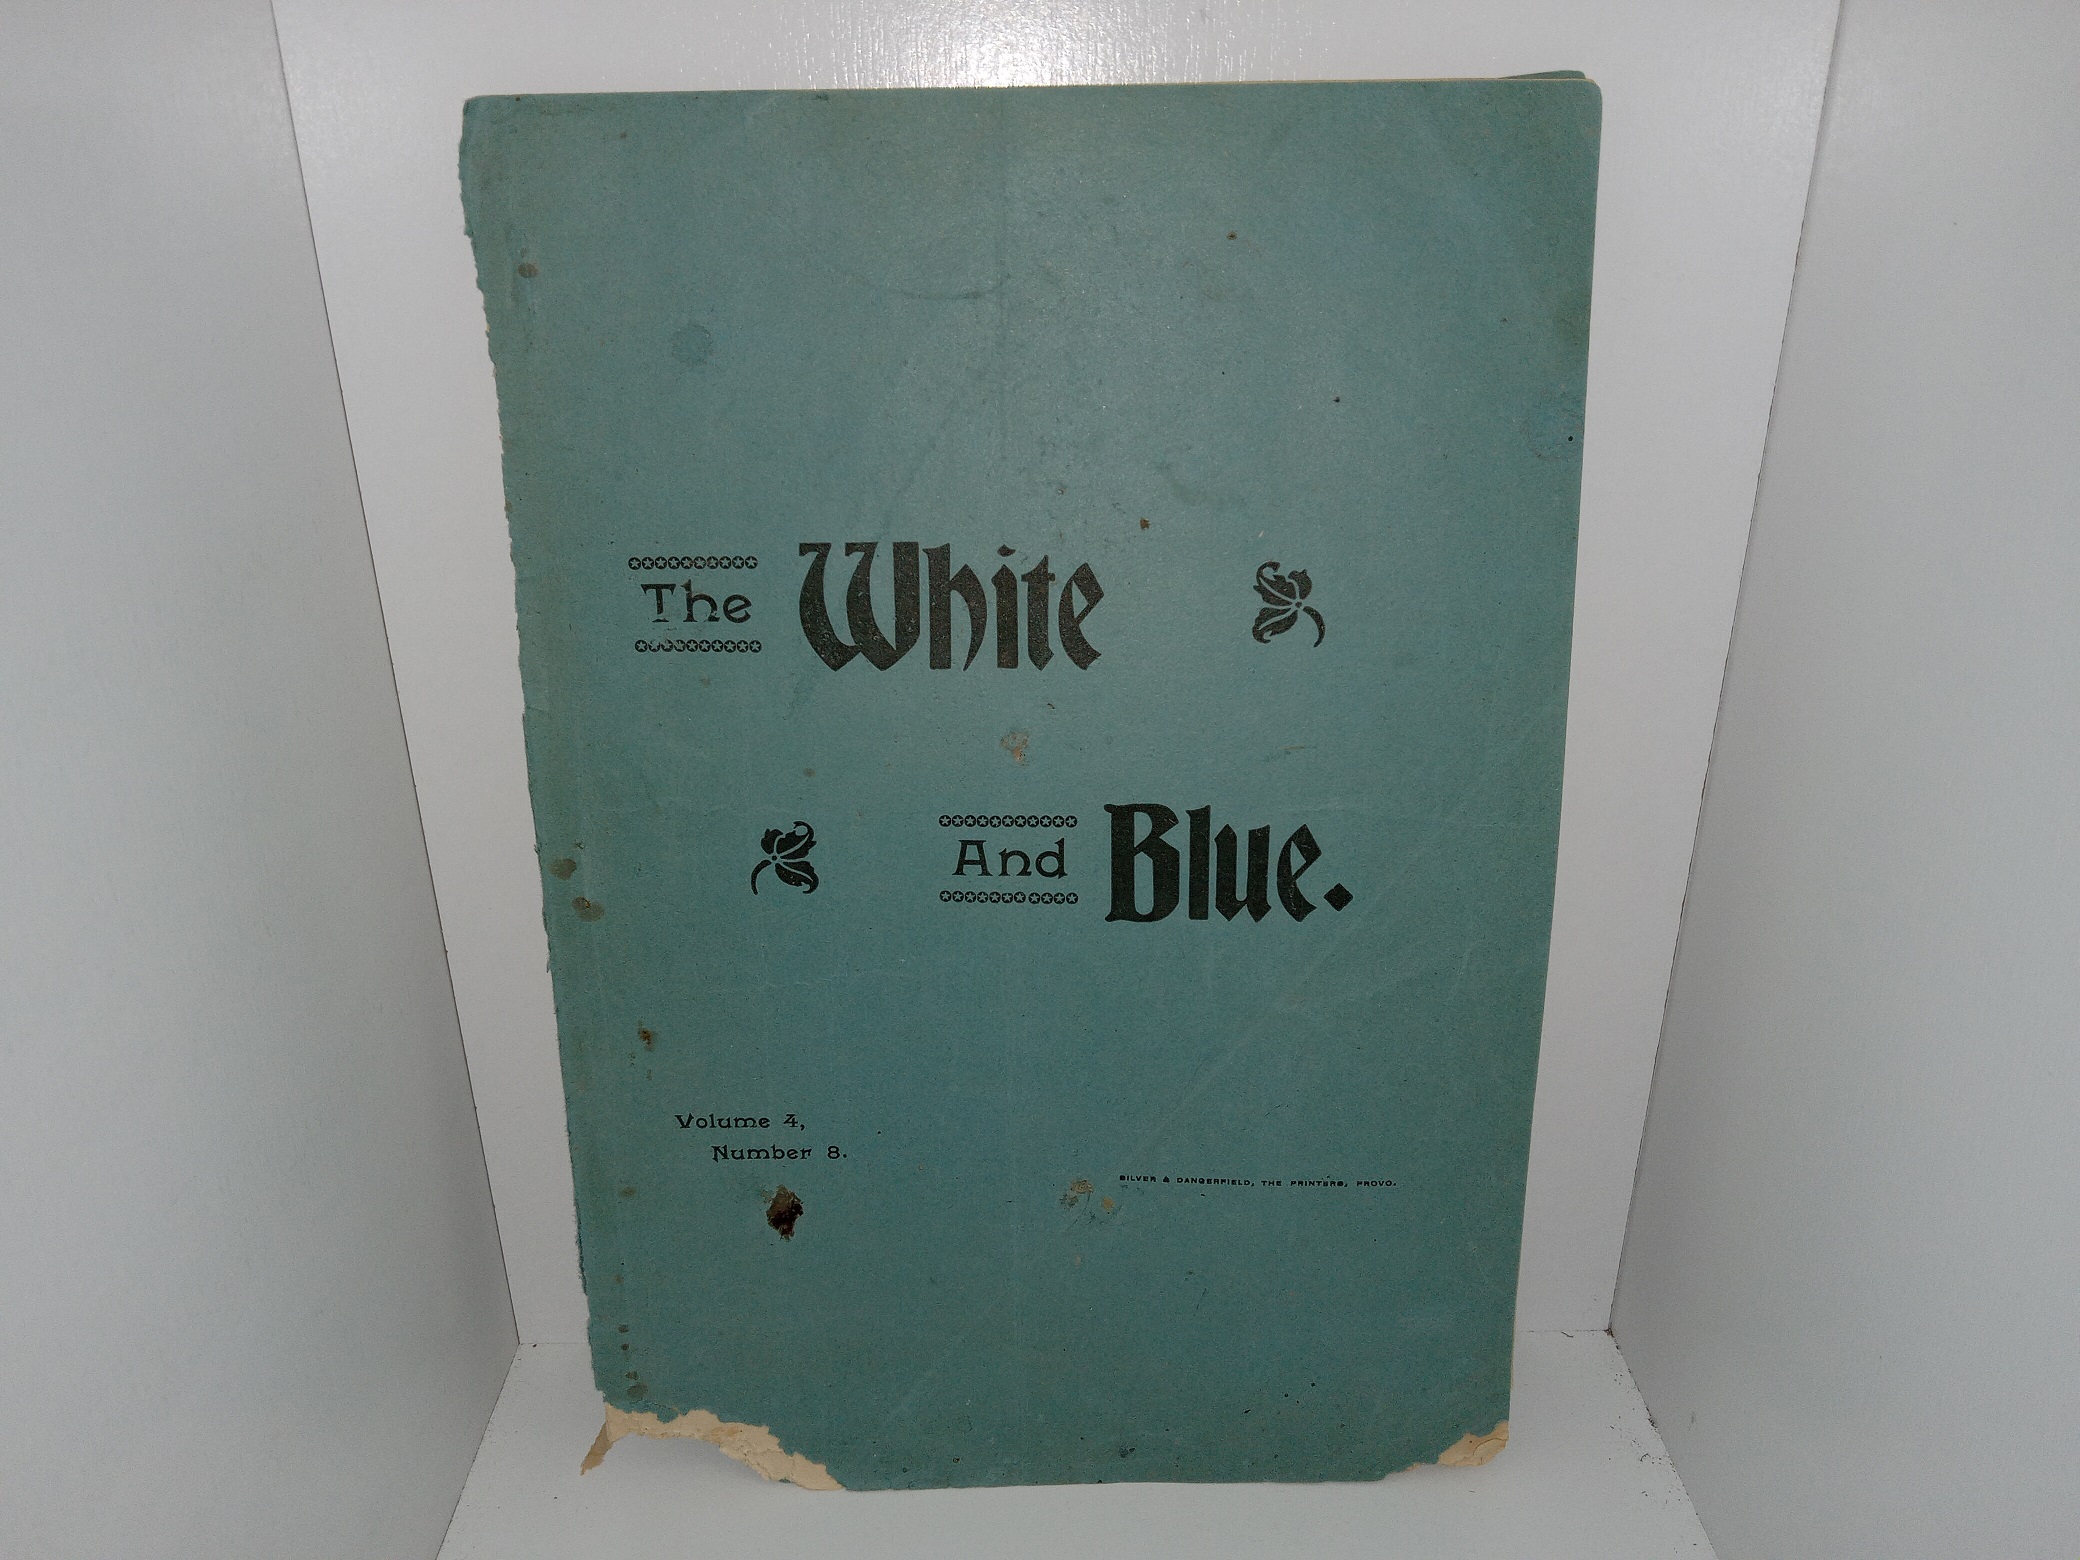 The White
And Blue.
Volume 4,
Number 8.
SILVER & DANGERFIELD, THE PRINTERS, PROVO.